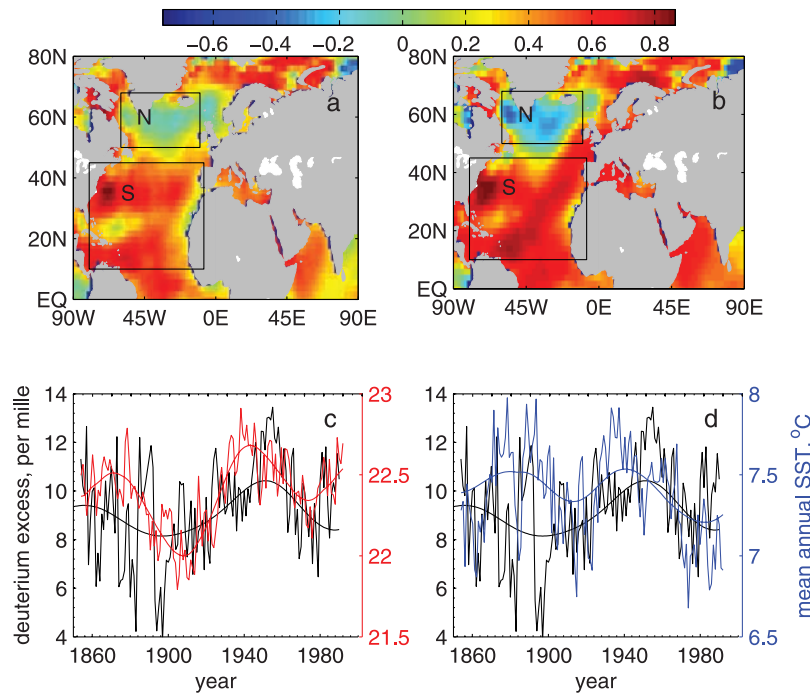 −0.6 −0.4 −0.2 0 0.2 0.4 0.6 0.8
80N 60N 40N 20N EQ
90W 45W 0E 45E 90E
a
N
S
80N 60N 40N 20N EQ
90W 45W 0E 45E 90E
b
N
S
deuterium excess, per mille
14 12 10 8 6 4
c
23 22.5 22 21.5
1860 1900 1940 1980
year
14 12 10 8 6 4
d
8 7.5 7 6.5
mean annual SST, °C
1860 1900 1940 1980
year